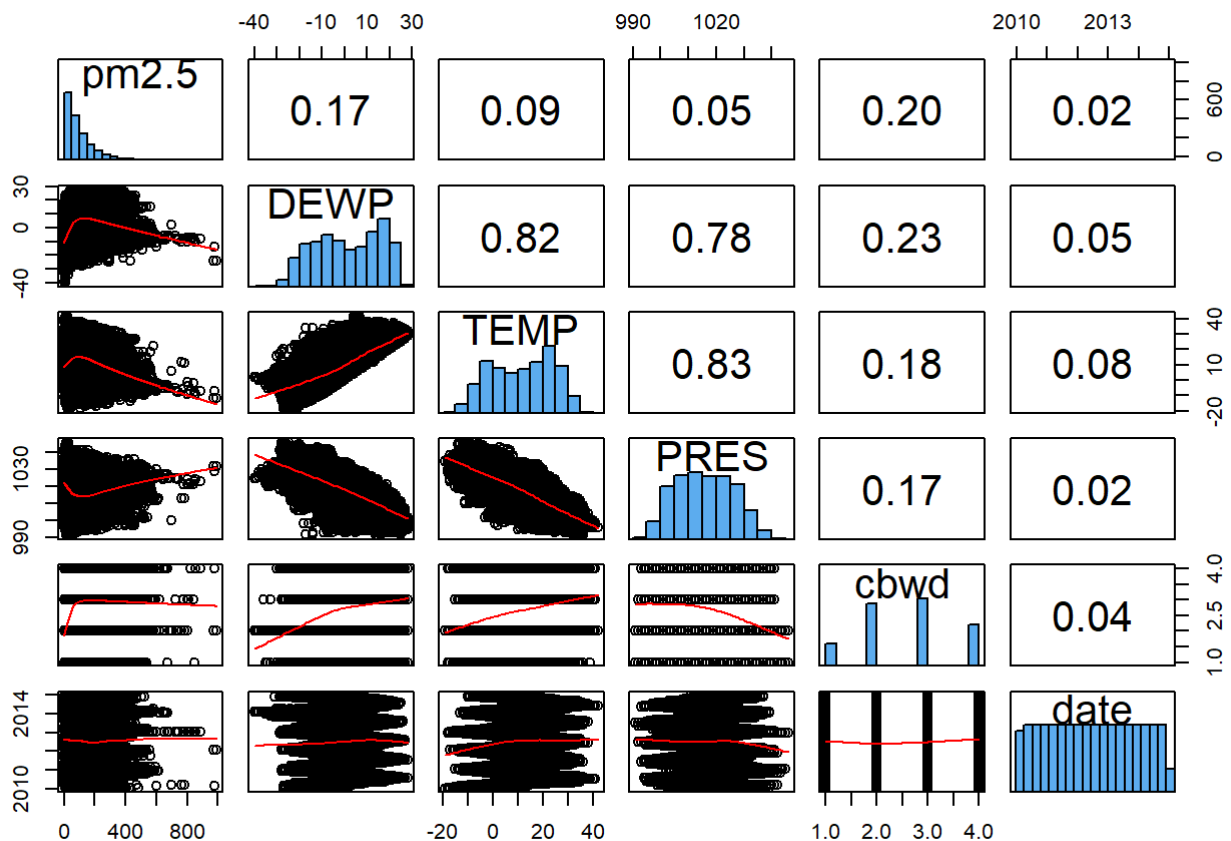 -40 -10 10 30 990 1020 2010 2013
pm2.5 0.17 0.09 0.05 0.20 0.02 0 600
-40 0 30 DEWP 0.82 0.78 0.23 0.05
TEMP 0.83 0.18 0.08 -20 10 40
990 1030 PRES 0.17 0.02
cbwd 0.04 1.0 2.5 4.0
2010 2014 date
0 400 800 -20 0 20 40 1.0 2.0 3.0 4.0